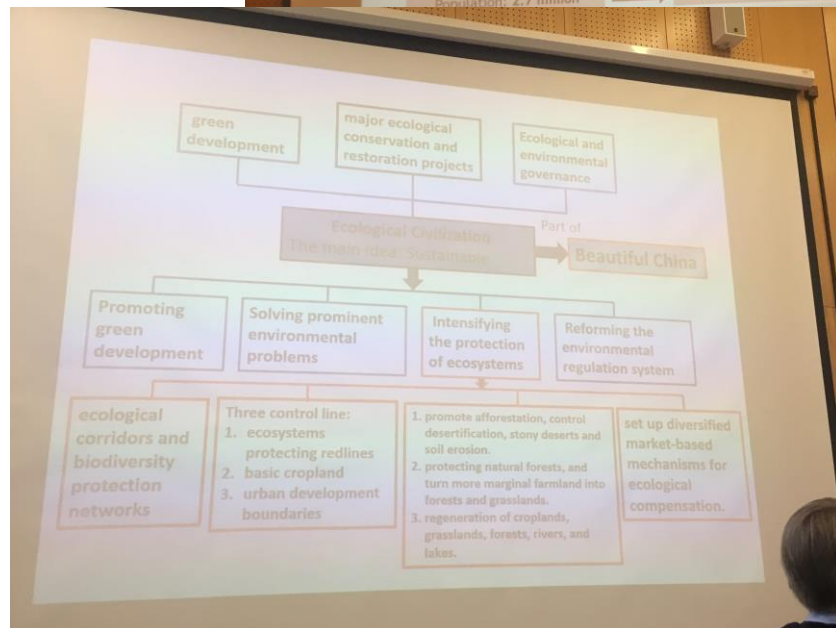 Population: 2.7 million
green
development
major ecological
conservation and
restoration projects
Ecological and
environmental
governance
Ecological Civilisation
The main idea: Sustainable
Part of
Beautiful China
Promoting
green
development
Solving prominent
environmental
problems
Intensifying
the protection
of ecosystems
Reforming the
environmental
regulation system
ecological
corridors and
biodiversity
protection
networks
Three control line:
1. ecosystems
protecting redlines
2. basic cropland
3. urban development
boundaries
1. promote afforestation, control
desertification, stony deserts and
soil erosion.
2. protecting natural forests, and
turn more marginal farmland into
forests and grasslands.
3. regeneration of croplands,
grasslands, forests, rivers, and
lakes.
set up diversified
market-based
mechanisms for
ecological
compensation.